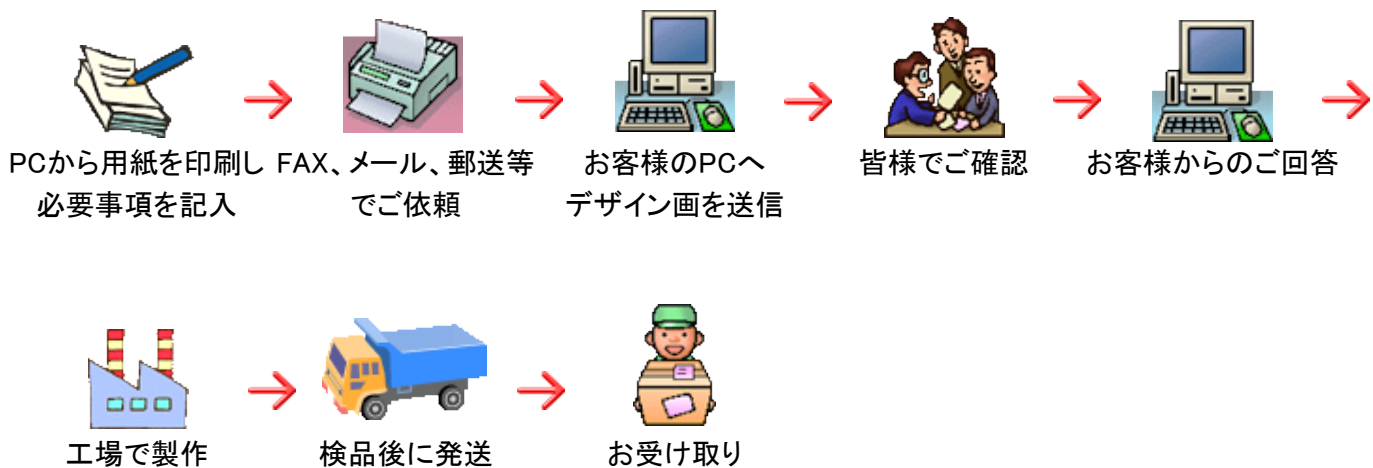 PCから用紙を印刷し
必要事項を記入
FAX、メール、郵送等
でご依頼
お客様のPCへ
デザイン画を送信
皆様でご確認
お客様からのご回答
工場で製作
検品後に発送
お受け取り